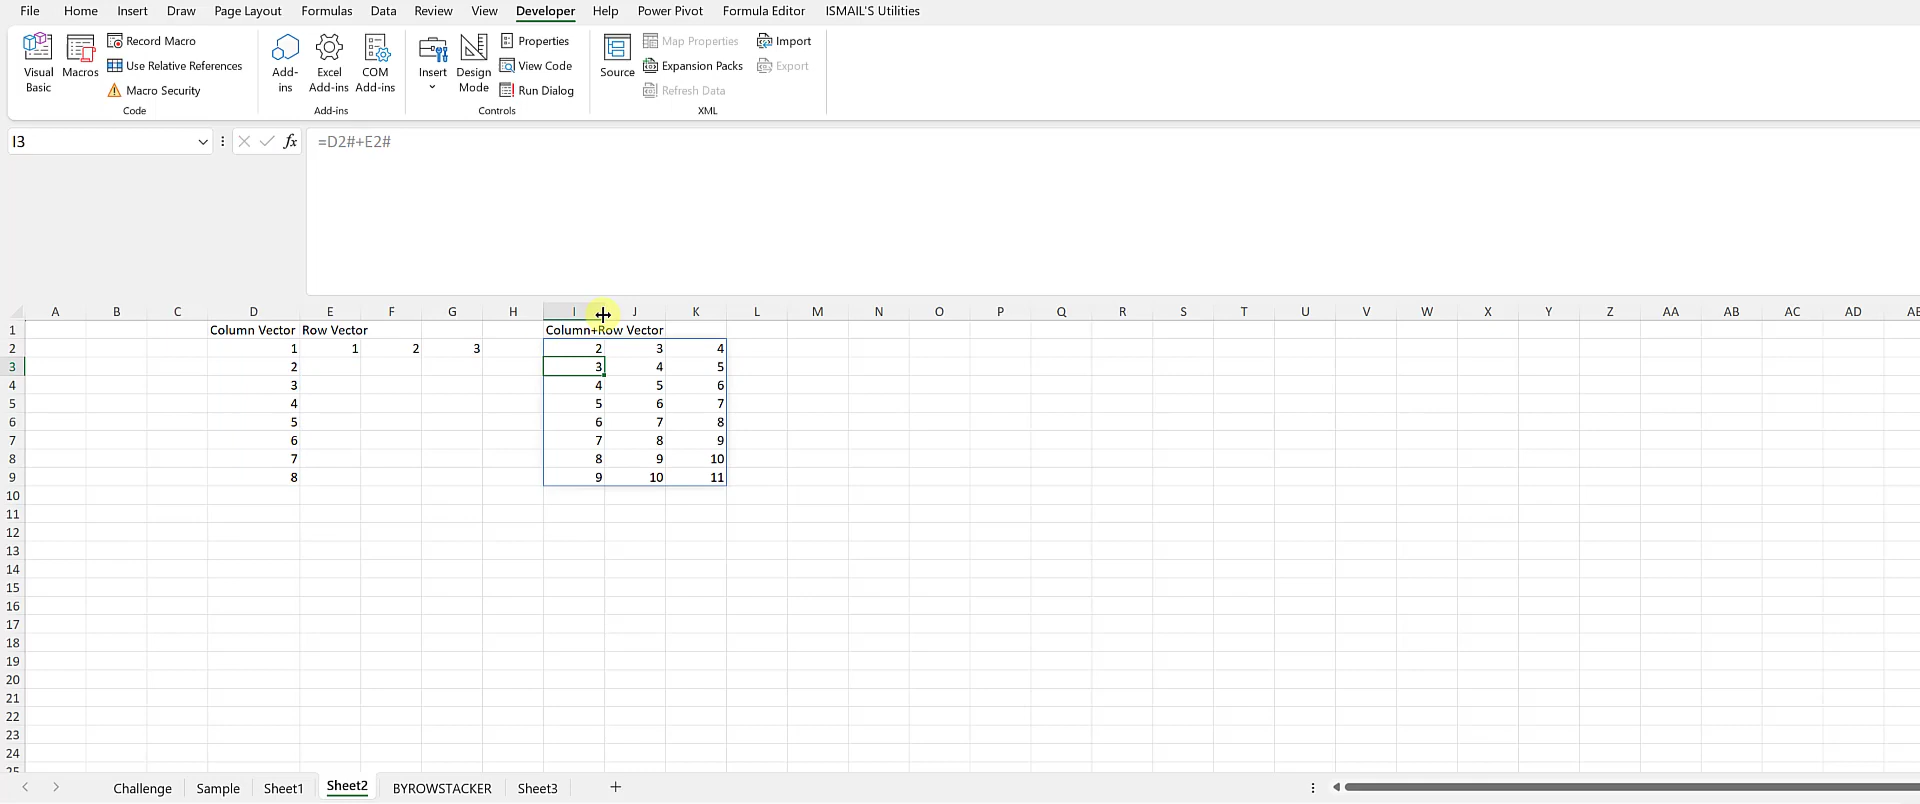 File Home Insert Draw Page Layout Formulas Data Review View Developer Help Power Pivot Formula Editor ISMAIL'S Utilities
Visual Basic
Macros
Record Macro
Use Relative References
Macro Security
Code
Add-ins
Excel Add-ins
COM Add-ins
Add-ins
Insert
Design Mode
Properties
View Code
Run Dialog
Controls
Source
Map Properties
Expansion Packs
Refresh Data
Import
Export
XML
I3 fx =D2#+E2#
A B C D E F G H I J K L M N O P Q R S T U V W X Y Z AA AB AC AD AE
1 Column Vector Row Vector Column+Row Vector
2 1 1 2 3 2 3 4
3 2 3 4 5
4 3 4 5 6
5 4 5 6 7
6 5 6 7 8
7 6 7 8 9
8 7 8 9 10
9 8 9 10 11
10
11
12
13
14
15
16
17
18
19
20
21
22
23
24
25
Challenge Sample Sheet1 Sheet2 BYROWSTACKER Sheet3